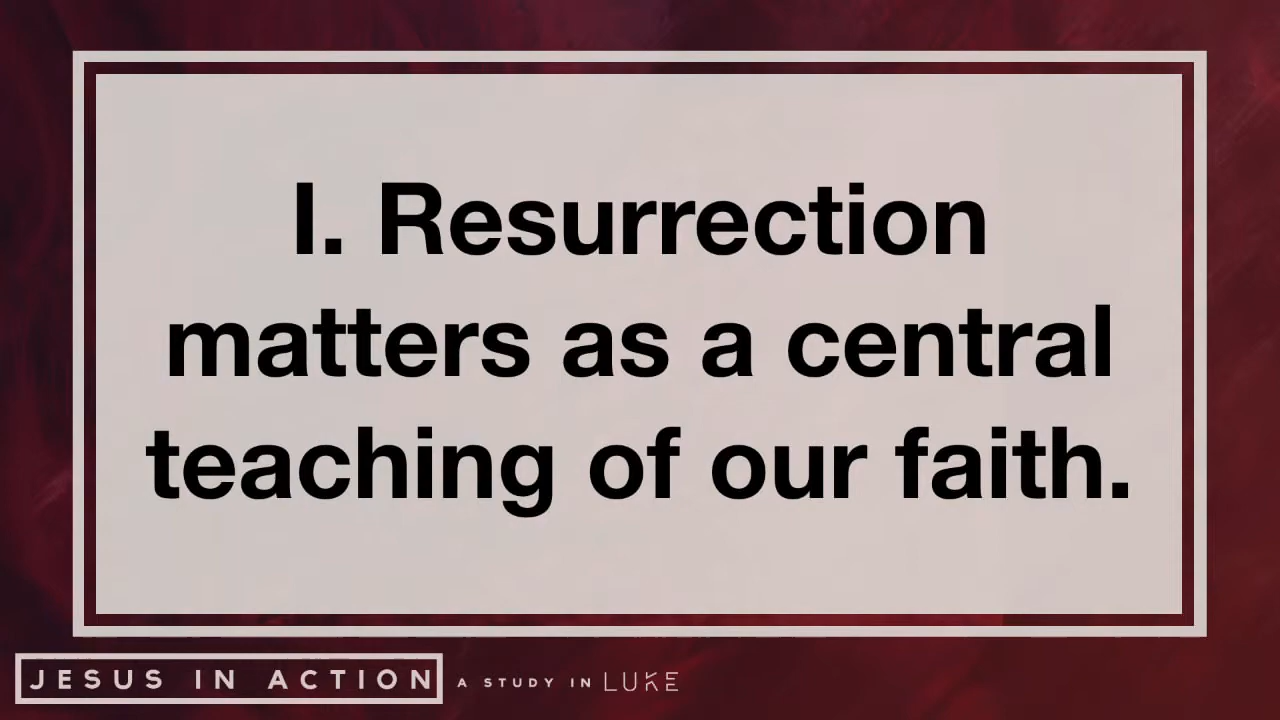 I. Resurrection
matters as a central
teaching of our faith.
JESUS IN ACTION A STUDY IN LUKE